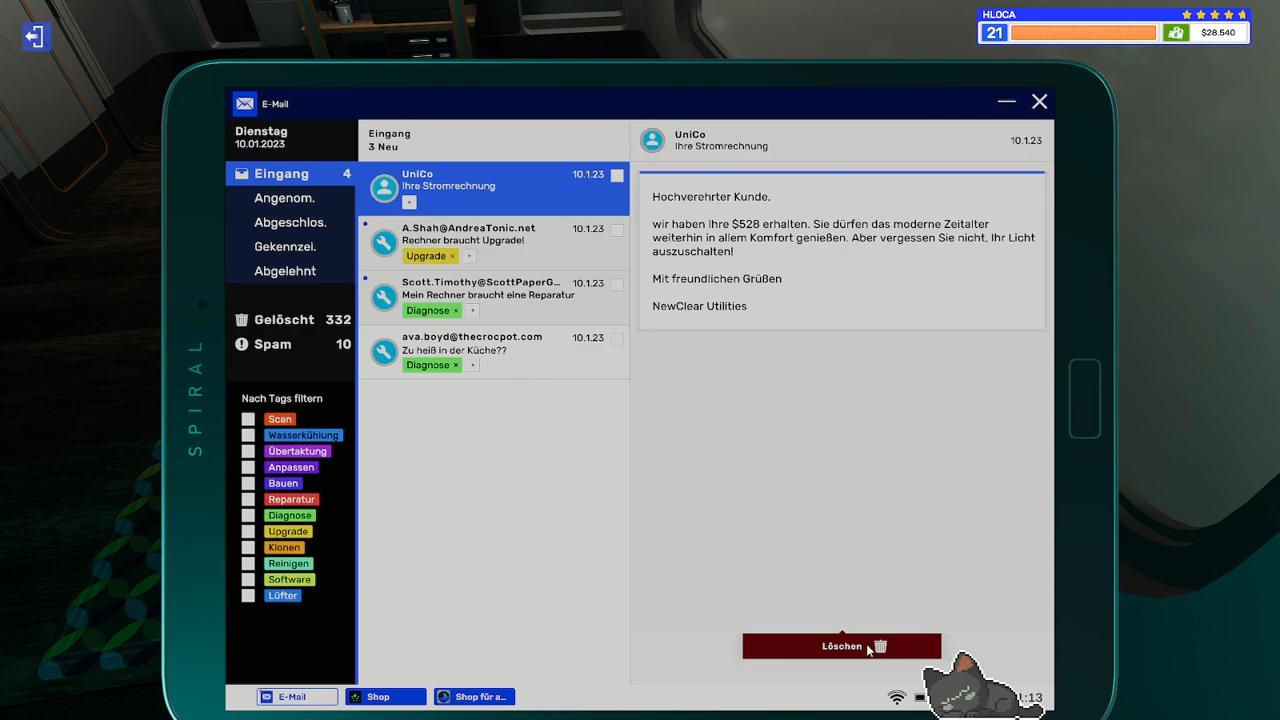 HLOCA
21
$28.540
E-Mail
Dienstag
10.01.2023
Eingang 4
Angenom.
Abgeschlos.
Gekennzei.
Abgelehnt
Gelöscht 332
Spam 10
Nach Tags filtern
Scan
Wasserkühlung
Übertaktung
Anpassen
Bauen
Reparatur
Diagnose
Upgrade
Klonen
Reinigen
Software
Lüfter
Eingang
3 Neu
UniCo 10.1.23
Ihre Stromrechnung
+
A.Shah@AndreaTonic.net 10.1.23
Rechner braucht Upgrade!
Upgrade × +
Scott.Timothy@ScottPaperG... 10.1.23
Mein Rechner braucht eine Reparatur
Diagnose × +
ava.boyd@thecrocpot.com 10.1.23
Zu heiß in der Küche??
Diagnose × +
UniCo
Ihre Stromrechnung
10.1.23
Hochverehrter Kunde,
wir haben Ihre $528 erhalten. Sie dürfen das moderne Zeitalter
weiterhin in allem Komfort genießen. Aber vergessen Sie nicht, Ihr Licht
auszuschalten!
Mit freundlichen Grüßen
NewClear Utilities
Löschen
SPIRAL
E-Mail
Shop
Shop für a...